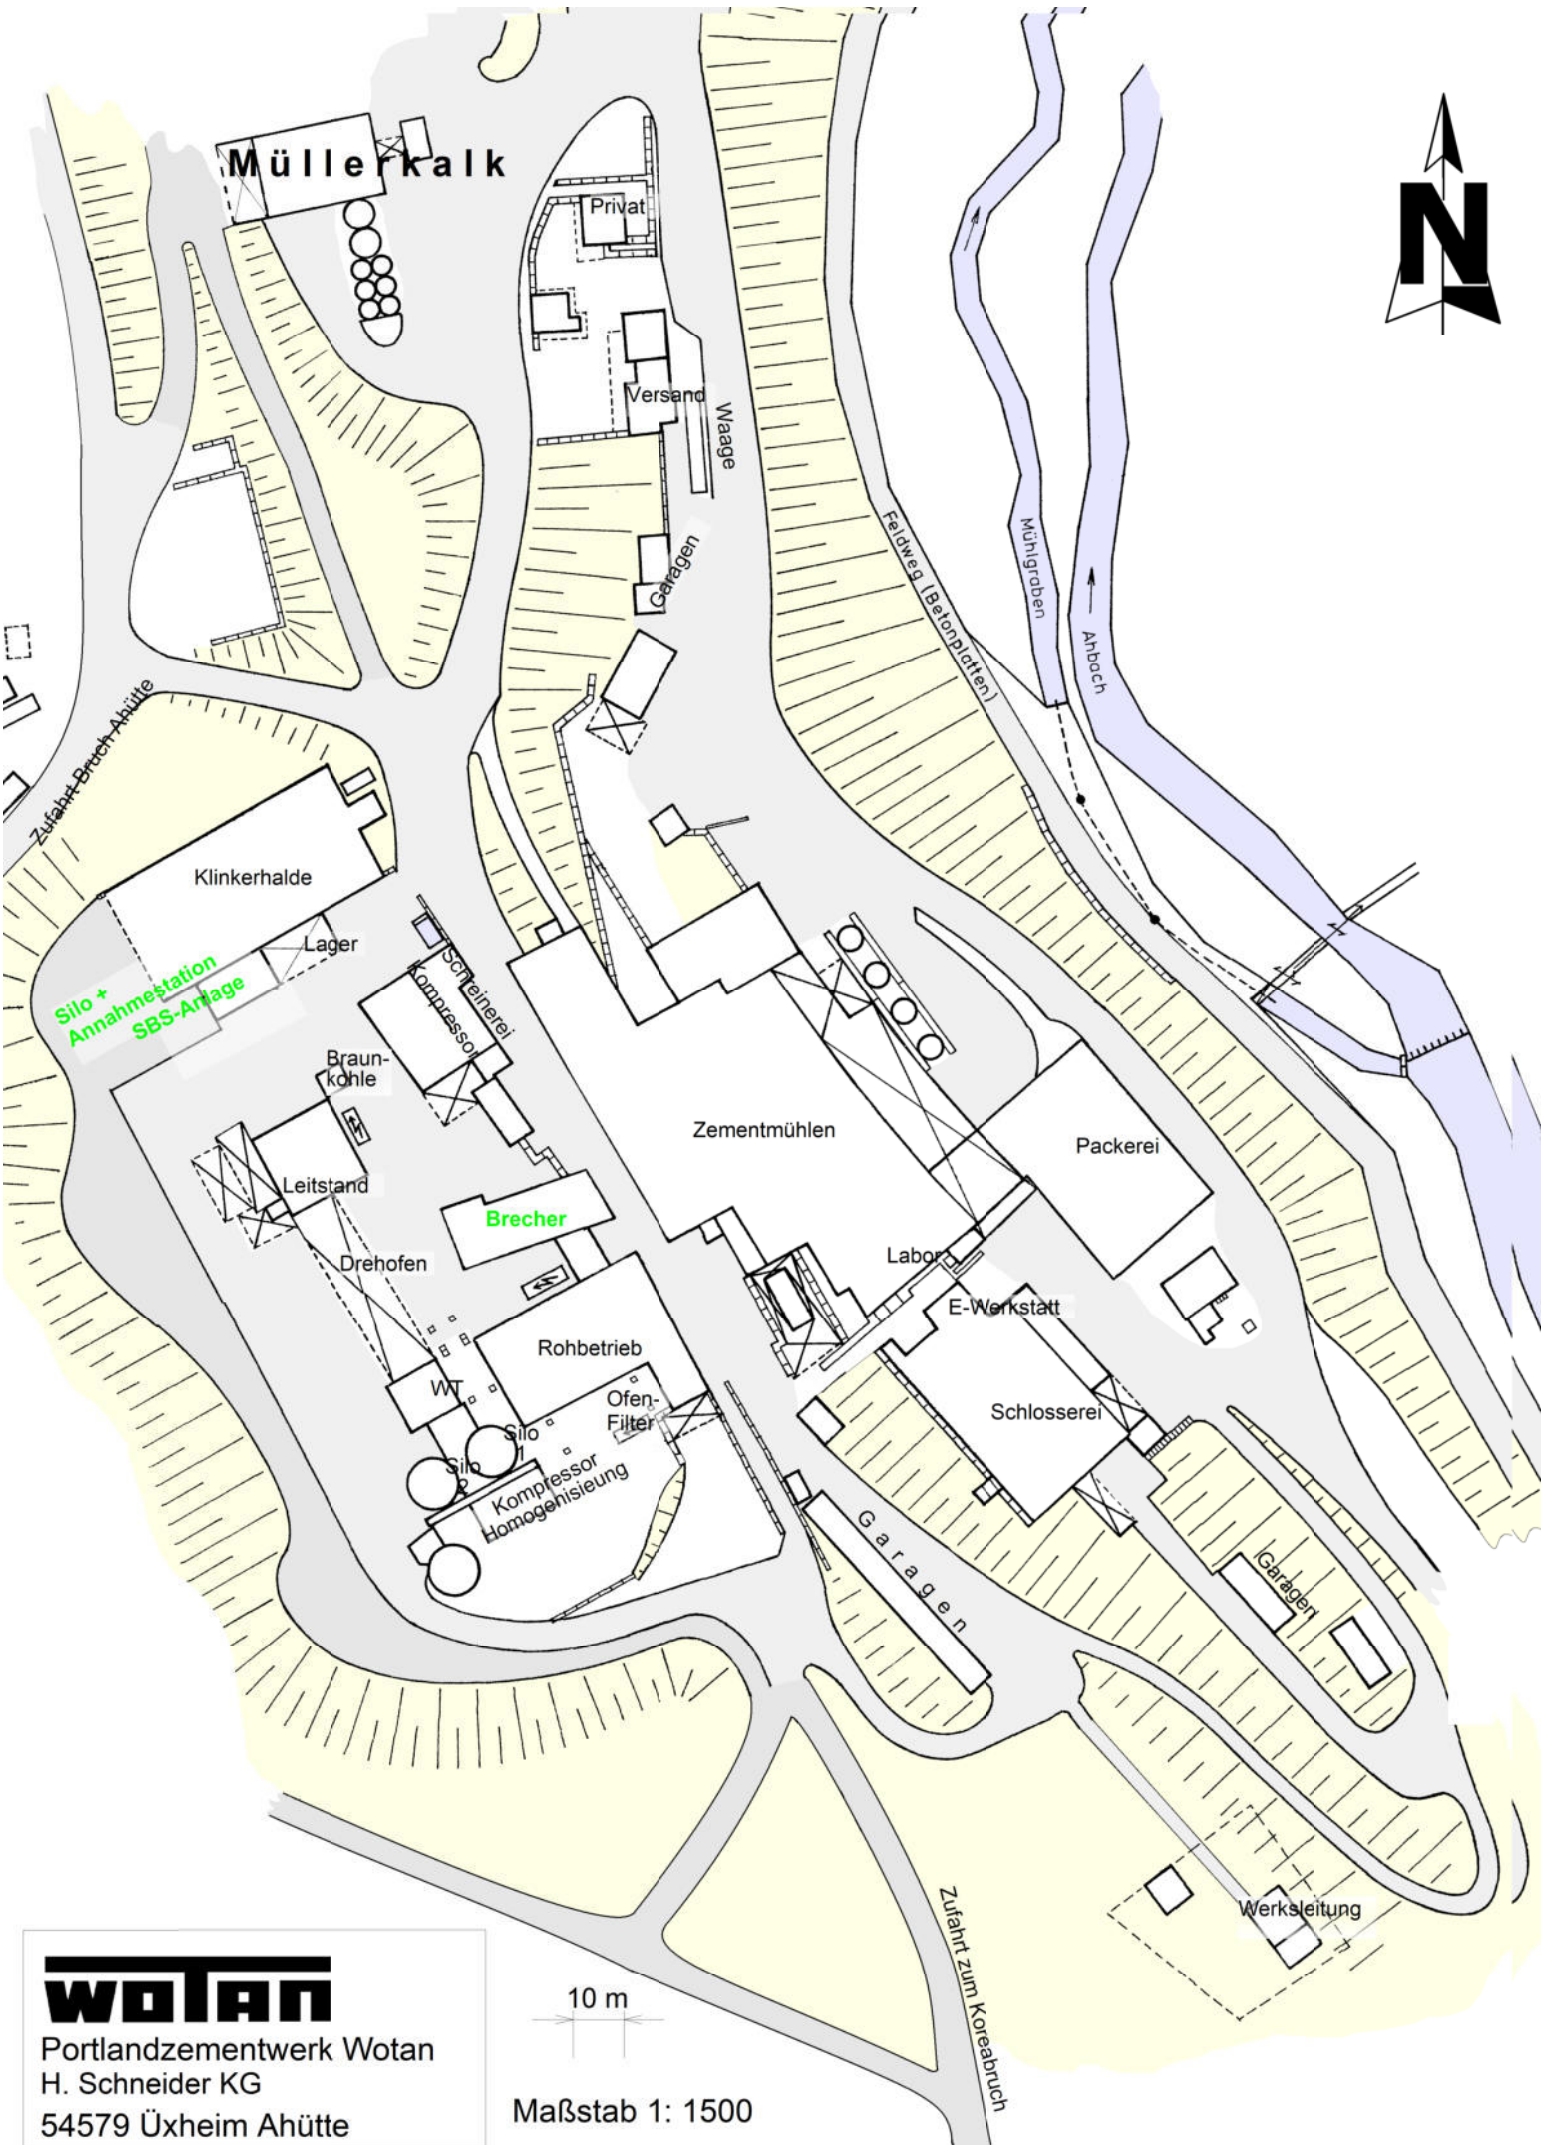 Müllerkalk
N
Privat
Versand
Waage
Garagen
Feldweg (Betonplatten)
Mühlgraben
Ahbach
Zufahrt Bruch Ahütte
Klinkerhalde
Lager
Silo +
Annahmestation
SBS-Anlage
Schreinerei
Kompressor
Braun-
kohle
Leitstand
Zementmühlen
Packerei
Brecher
Drehofen
Labor
E-Werkstatt
Rohbetrieb
WT
Ofen-
Filter
Schlosserei
Silo
1
Silo
2
Kompressor
Homogenisieung
Garagen
Garagen
Werksleitung
Zufahrt zum Koreabruch
WOTAN
Portlandzementwerk Wotan
H. Schneider KG
54579 Üxheim Ahütte
10 m
Maßstab 1: 1500